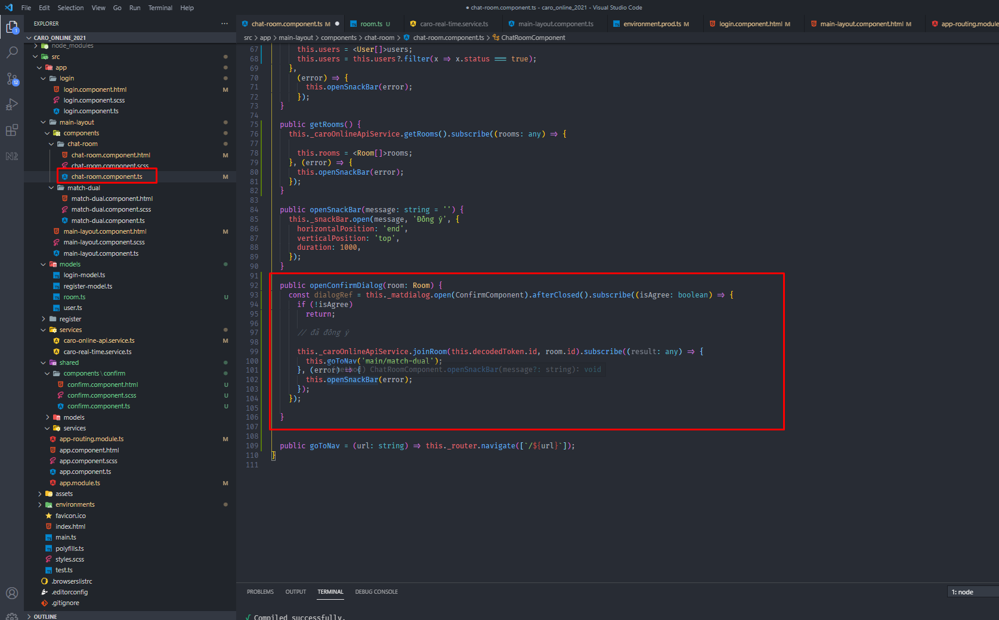 File Edit Selection View Go Run Terminal Help
● chat-room.component.ts - caro_online_2021 - Visual Studio Code
EXPLORER ···
chat-room.component.ts M ●
room.ts U
caro-real-time.service.ts
main-layout.component.ts
environment.prod.ts M
login.component.html M
main-layout.component.html M
app-routing.module
src > app > main-layout > components > chat-room > chat-room.component.ts > ChatRoomComponent
1
12
N2
CARO_ONLINE_2021
node_modules
src
app
login
login.component.html M
login.component.scss
login.component.ts
main-layout
components
chat-room
chat-room.component.html M
chat-room.component.scss
chat-room.component.ts M
match-dual
match-dual.component.html
match-dual.component.scss
match-dual.component.ts
main-layout.component.html M
main-layout.component.scss
main-layout.component.ts
models
login-model.ts
register-model.ts
room.ts U
user.ts
register
services
caro-online-api.service.ts M
caro-real-time.service.ts
shared
components \ confirm
confirm.component.html U
confirm.component.scss U
confirm.component.ts U
models
services
app-routing.module.ts M
app.component.html
app.component.scss
app.component.ts
app.module.ts M
assets
environments
favicon.ico
index.html
main.ts
polyfills.ts
styles.scss
test.ts
.browserslistrc
.editorconfig
.gitignore
OUTLINE
67 this.users = <User[]>users;
68 this.users = this.users?.filter(x => x.status === true);
69 },
70 (error) => {
71 this.openSnackBar(error);
72 });
73 }
74
75 public getRooms() {
76 this._caroOnlineApiService.getRooms().subscribe((rooms: any) => {
77
78 this.rooms = <Room[]>rooms;
79 }, (error) => {
80 this.openSnackBar(error);
81 });
82 }
83
84 public openSnackBar(message: string = '') {
85 this._snackBar.open(message, 'Đồng ý', {
86 horizontalPosition: 'end',
87 verticalPosition: 'top',
88 duration: 1000,
89 });
90 }
91
92 public openConfirmDialog(room: Room) {
93 const dialogRef = this._matdialog.open(ConfirmComponent).afterClosed().subscribe((isAgree: boolean) => {
94 if (!isAgree)
95 return;
96
97 // đã đồng ý
98
99 this._caroOnlineApiService.joinRoom(this.decodedToken.id, room.id).subscribe((result: any) => {
100 this.goToNav('main/match-dual');
101 }, (error) => {
(method) ChatRoomComponent.openSnackBar(message?: string): void
102 this.openSnackBar(error);
103 });
104 });
105
106 }
107
108
109 public goToNav = (url: string) => this._router.navigate([`/${url}`]);
110 }
111
PROBLEMS OUTPUT TERMINAL DEBUG CONSOLE
1: node
√ Compiled successfully.